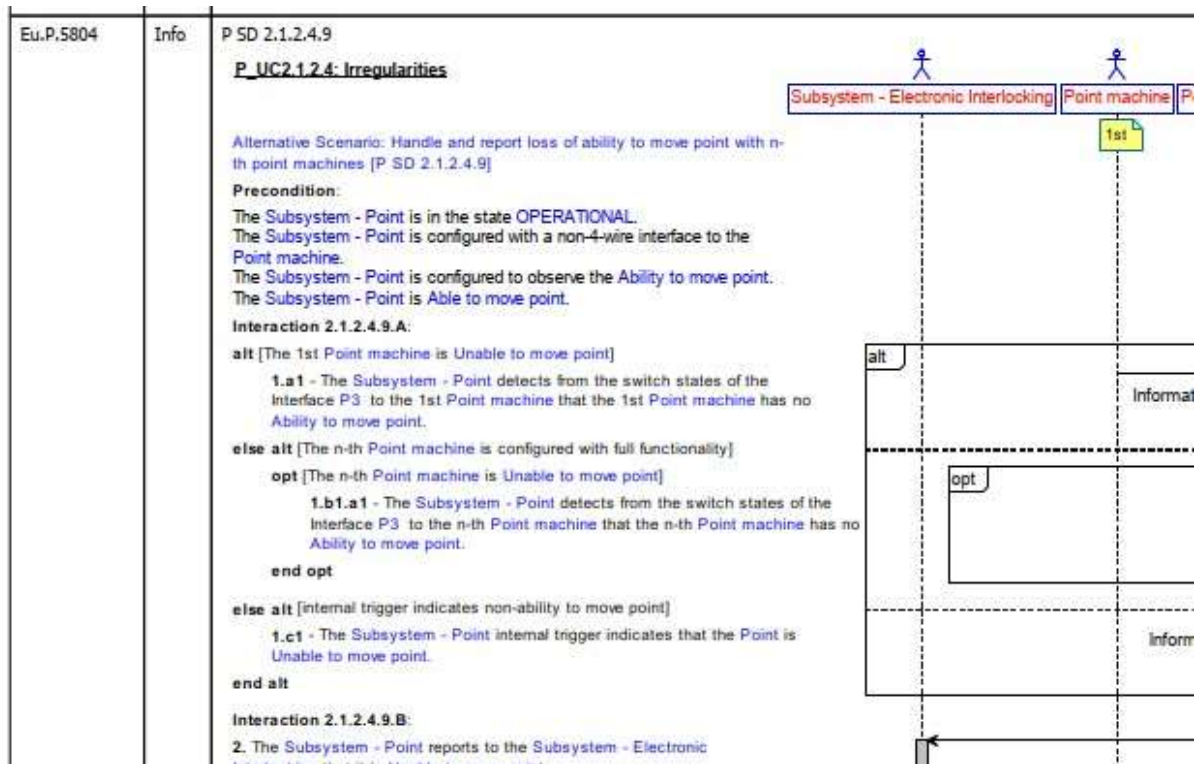 Eu.P.5804
Info
P SD 2.1.2.4.9
P_UC2.1.2.4: Irregularities
Subsystem - Electronic Interlocking
Point machine
1st
Alternative Scenario: Handle and report loss of ability to move point with n-
th point machines [P SD 2.1.2.4.9]
Precondition:
The Subsystem - Point is in the state OPERATIONAL.
The Subsystem - Point is configured with a non-4-wire interface to the
Point machine.
The Subsystem - Point is configured to observe the Ability to move point.
The Subsystem - Point is Able to move point.
Interaction 2.1.2.4.9.A:
alt [The 1st Point machine is Unable to move point]
alt
1.a1 - The Subsystem - Point detects from the switch states of the
Interface P3 to the 1st Point machine that the 1st Point machine has no
Ability to move point.
Informat
else alt [The n-th Point machine is configured with full functionality]
opt [The n-th Point machine is Unable to move point]
opt
1.b1.a1 - The Subsystem - Point detects from the switch states of the
Interface P3 to the n-th Point machine that the n-th Point machine has no
Ability to move point.
end opt
else alt [internal trigger indicates non-ability to move point]
1.c1 - The Subsystem - Point internal trigger indicates that the Point is
Unable to move point.
Inform
end alt
Interaction 2.1.2.4.9.B:
2. The Subsystem - Point reports to the Subsystem - Electronic